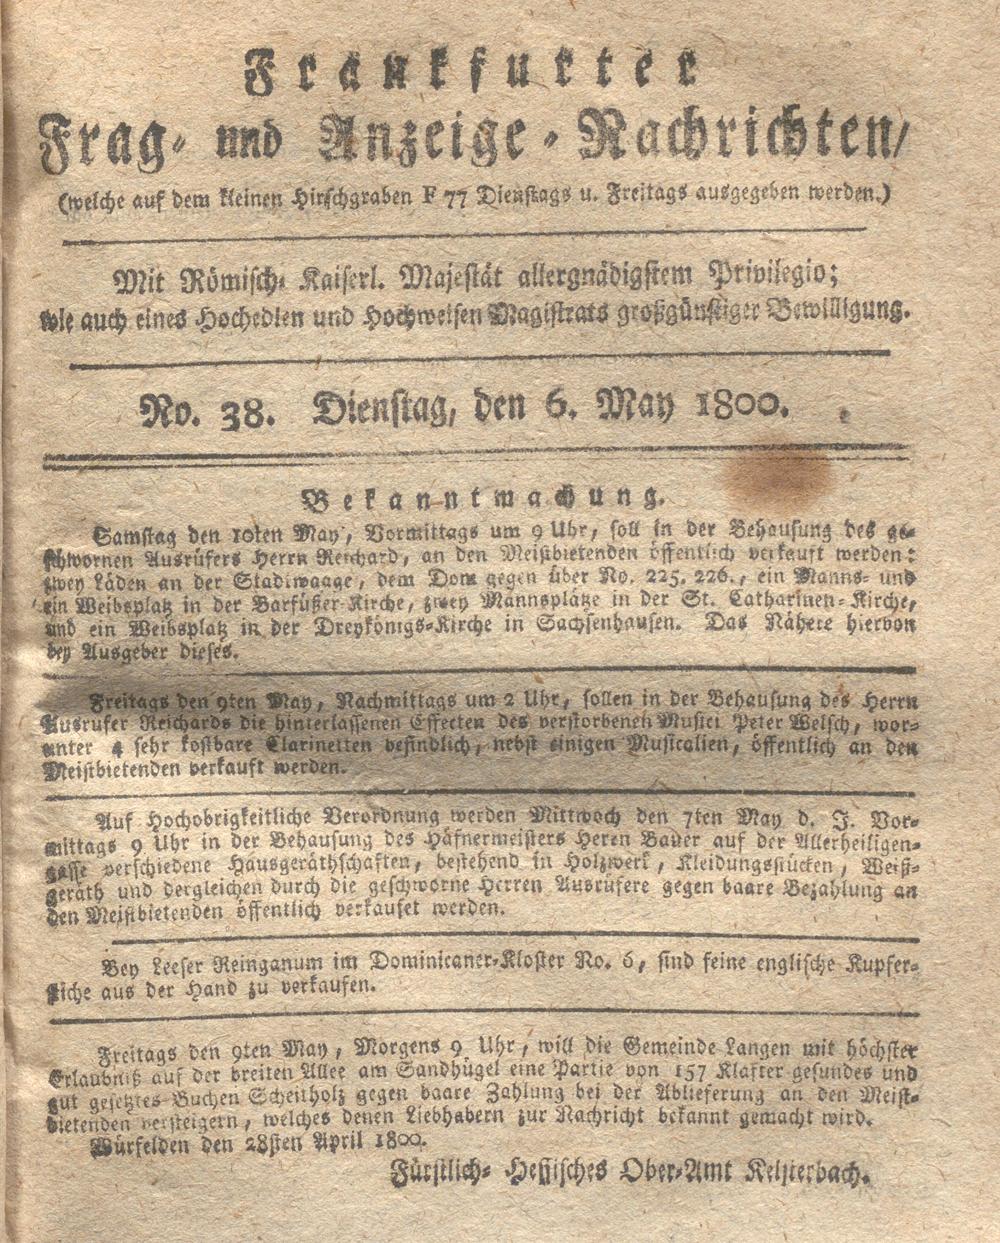 Frankfurter
Frag- und Anzeige-Nachrichten/
(welche auf dem kleinen Hirschgraben F 77 Dienstags u. Freitags ausgegeben werden.)
Mit Römisch- Kaiserl. Majestät allergnädigstem Privilegio;
wie auch eines Hochedlen und Hochweisen Magistrats großgünstiger Bewilligung.
No. 38. Dienstag, den 6. May 1800.
Bekanntmachung.
Samstag den 10ten May, Vormittags um 9 Uhr, soll in der Behausung des ge-
schwornen Ausrüfers Herrn Reichard, an den Meistbietenden öffentlich verkauft werden:
zwey Läden an der Stadtwaage, dem Dom gegen über No. 225. 226., ein Manns- und
ein Weibsplatz in der Barfüßer-Kirche, zwey Mannsplätze in der St. Catharinen-Kirche,
und ein Weibsplatz in der Dreykönigs-Kirche in Sachsenhausen. Das Nähere hiervon
bey Ausgeber dieses.
Freitags den 9ten May, Nachmittags um 2 Uhr, sollen in der Behausung des Herrn
Ausrufer Reichards die hinterlassenen Effecten des verstorbenen Musici Peter Welsch, wor-
unter 4 sehr kostbare Clarinetten befindlich, nebst einigen Musicalien, öffentlich an den
Meistbietenden verkauft werden.
Auf Hochobrigkeitliche Verordnung werden Mittwoch den 7ten May d. J. Vor-
mittags 9 Uhr in der Behausung des Häfnermeisters Herrn Bauer auf der Allerheiligen-
gasse verschiedene Hausgeräthschaften, bestehend in Holzwerk, Kleidungsstücken, Weiß-
geräth und dergleichen durch die geschworne Herren Ausrüfere gegen baare Bezahlung an
den Meistbietenden öffentlich verkaufet werden.
Bey Leeser Reinganum im Dominicaner-Kloster No. 6, sind feine englische Kupfer-
stiche aus der Hand zu verkaufen.
Freitags den 9ten May, Morgens 9 Uhr, will die Gemeinde Langen mit höchster
Erlaubniß auf der breiten Allee am Sandhügel eine Partie von 157 Klafter gesundes und
gut gesetztes Buchen Scheitholz gegen baare Zahlung bei der Ablieferung an den Meist-
bietenden versteigern, welches denen Liebhabern zur Nachricht bekannt gemacht wird.
Würfelden den 28sten April 1800.
Fürstlich- Hessisches Ober-Amt Kelsterbach.